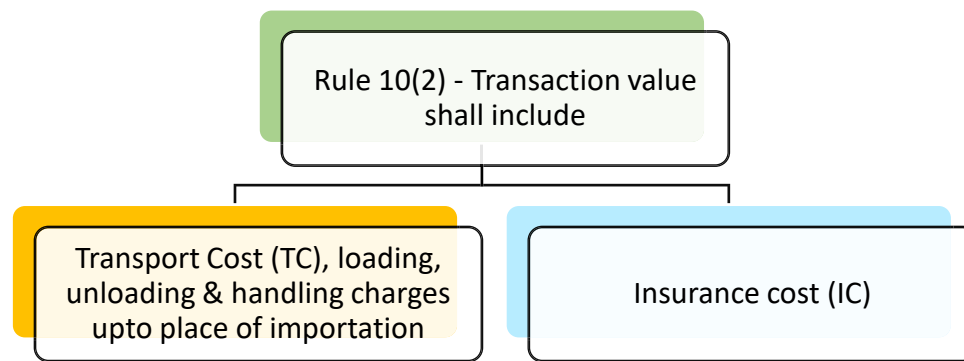 Rule 10(2) - Transaction value
shall include
Transport Cost (TC), loading,
unloading & handling charges
upto place of importation
Insurance cost (IC)